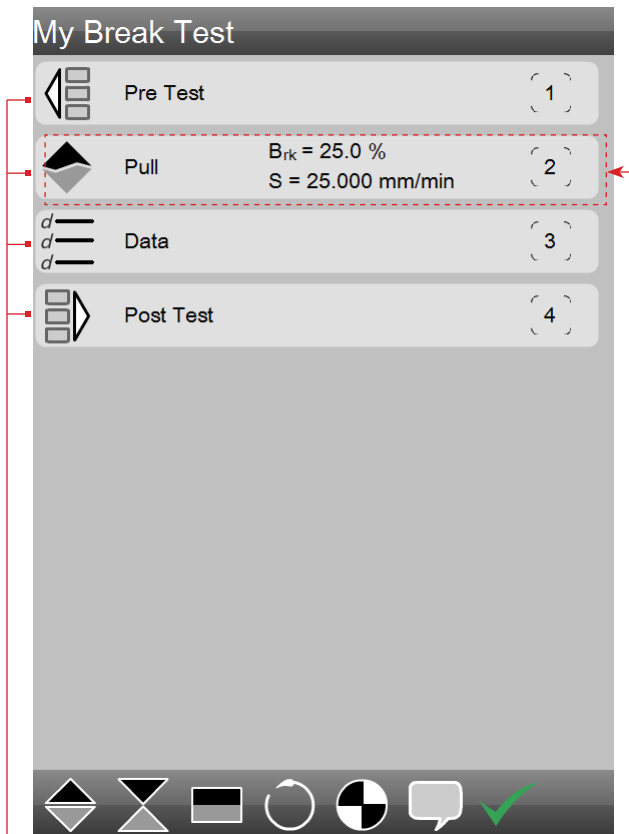 My Break Test
Pre Test 1
Brk = 25.0 %
Pull 2
S = 25.000 mm/min
d
d Data 3
d
Post Test 4